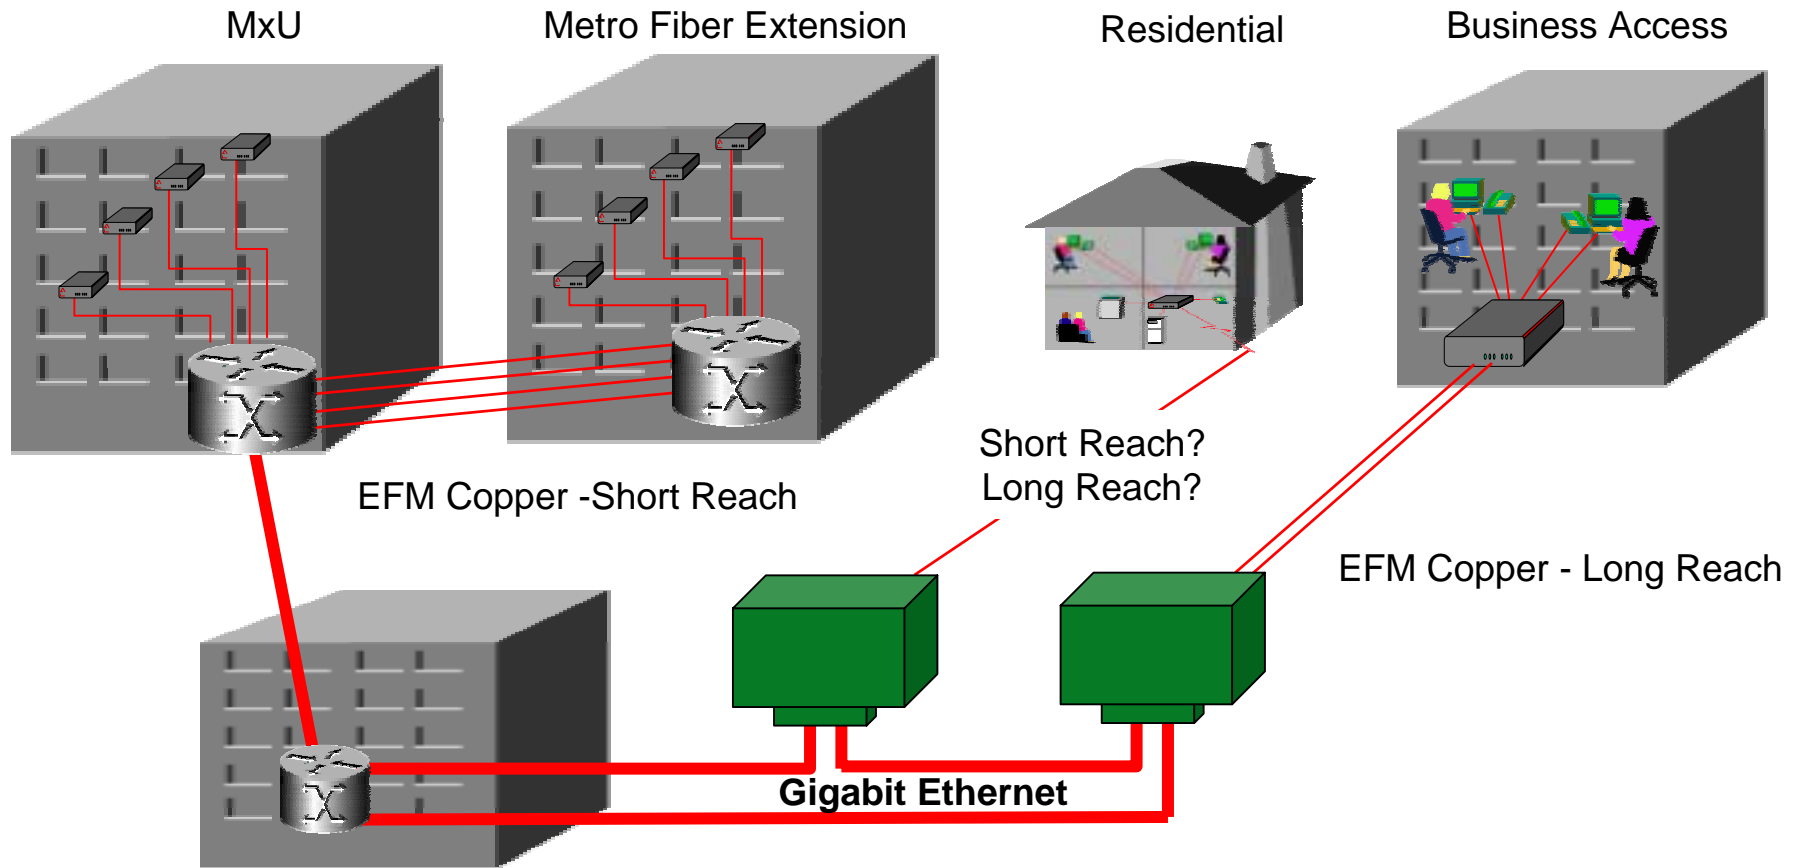 MxU
Metro Fiber Extension
Residential
Business Access
Short Reach?
Long Reach?
EFM Copper -Short Reach
EFM Copper - Long Reach
Gigabit Ethernet